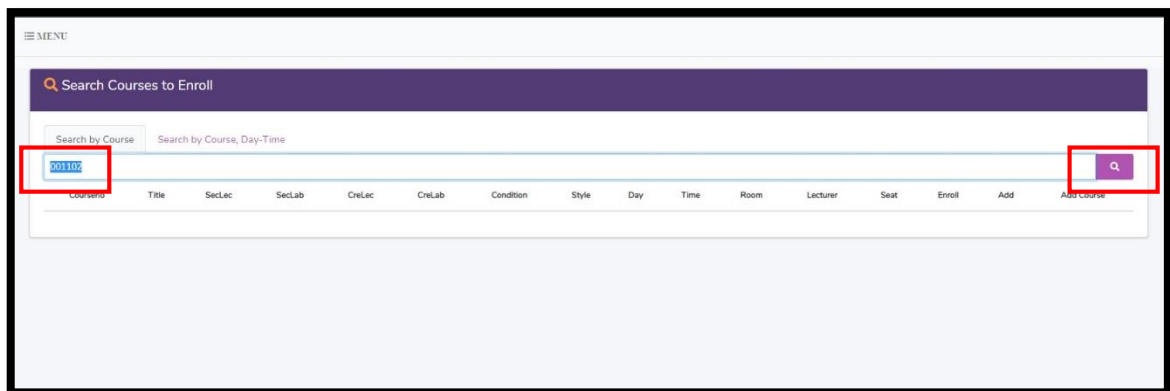 MENU
Search Courses to Enroll
Search by Course Search by Course, Day-Time
001102
Courseno Title SecLec SecLab CreLec CreLab Condition Style Day Time Room Lecturer Seat Enroll Add Add Course